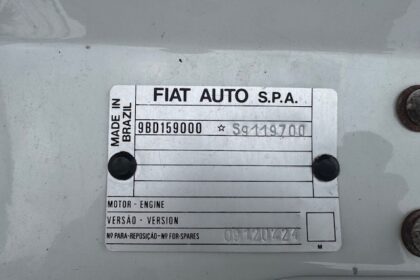 MADE IN BRAZIL
FIAT AUTO S.P.A.
9BD159000 ☆ S9119700
MOTOR - ENGINE
VERSÃO - VERSION
Nº PARA-REPOSIÇÃO-Nº FOR-SPARES
M